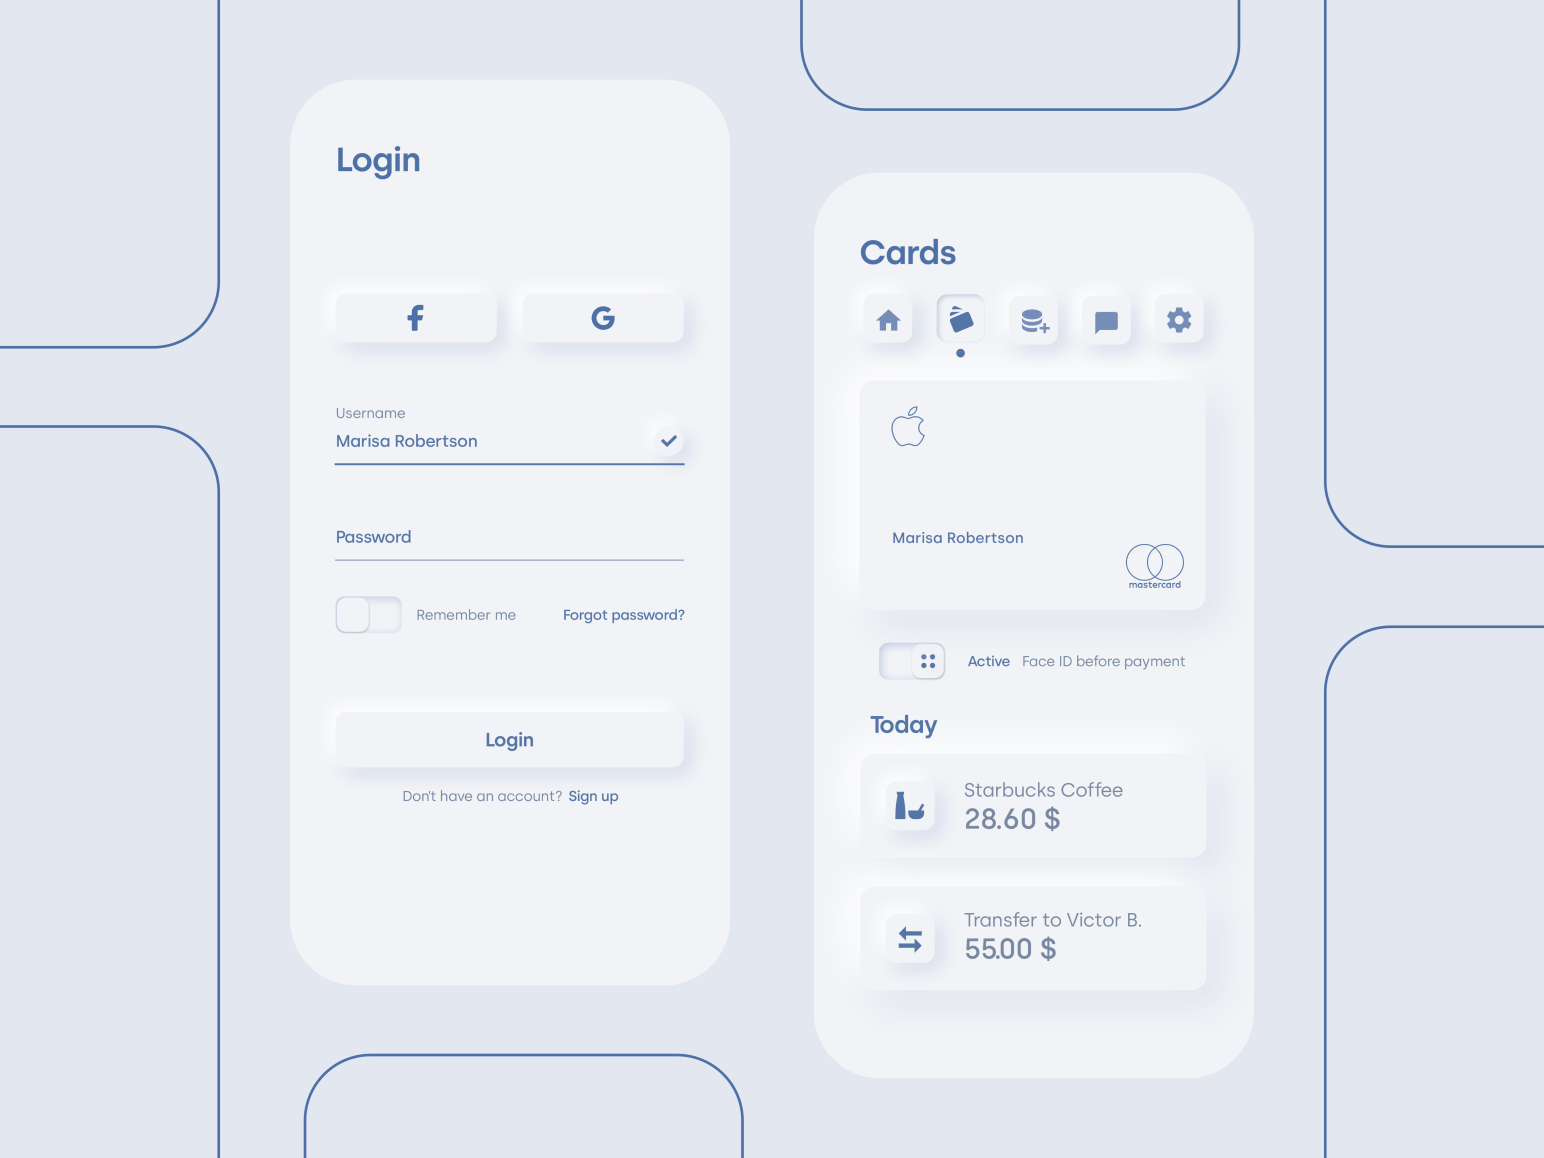 Login
Username
Marisa Robertson
Password
Remember me
Forgot password?
Login
Don't have an account? Sign up
Cards
Marisa Robertson
mastercard
Active Face ID before payment
Today
Starbucks Coffee
28.60 $
Transfer to Victor B.
55.00 $